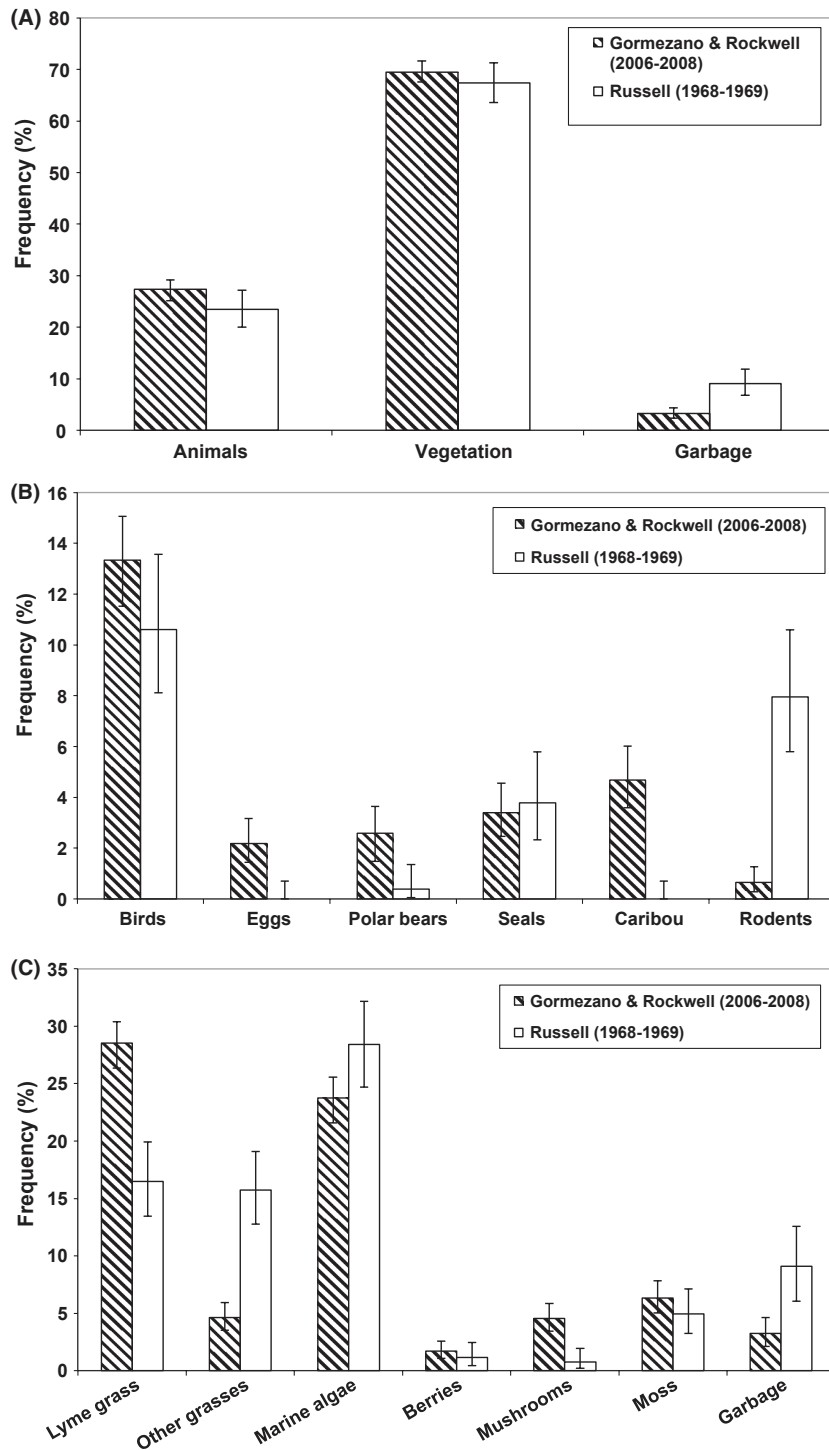 (A)
80
70
60
50
40
30
20
10
0
Frequency (%)
Gormezano & Rockwell
(2006-2008)
Russell (1968-1969)
Animals Vegetation Garbage
(B)
16
14
12
10
8
6
4
2
0
Frequency (%)
Gormezano & Rockwell (2006-2008)
Russell (1968-1969)
Birds Eggs Polar bears Seals Caribou Rodents
(C)
35
30
25
20
15
10
5
0
Frequency (%)
Gormezano & Rockwell (2006-2008)
Russell (1968-1969)
Lyme grass
Other grasses
Marine algae
Berries
Mushrooms
Moss
Garbage